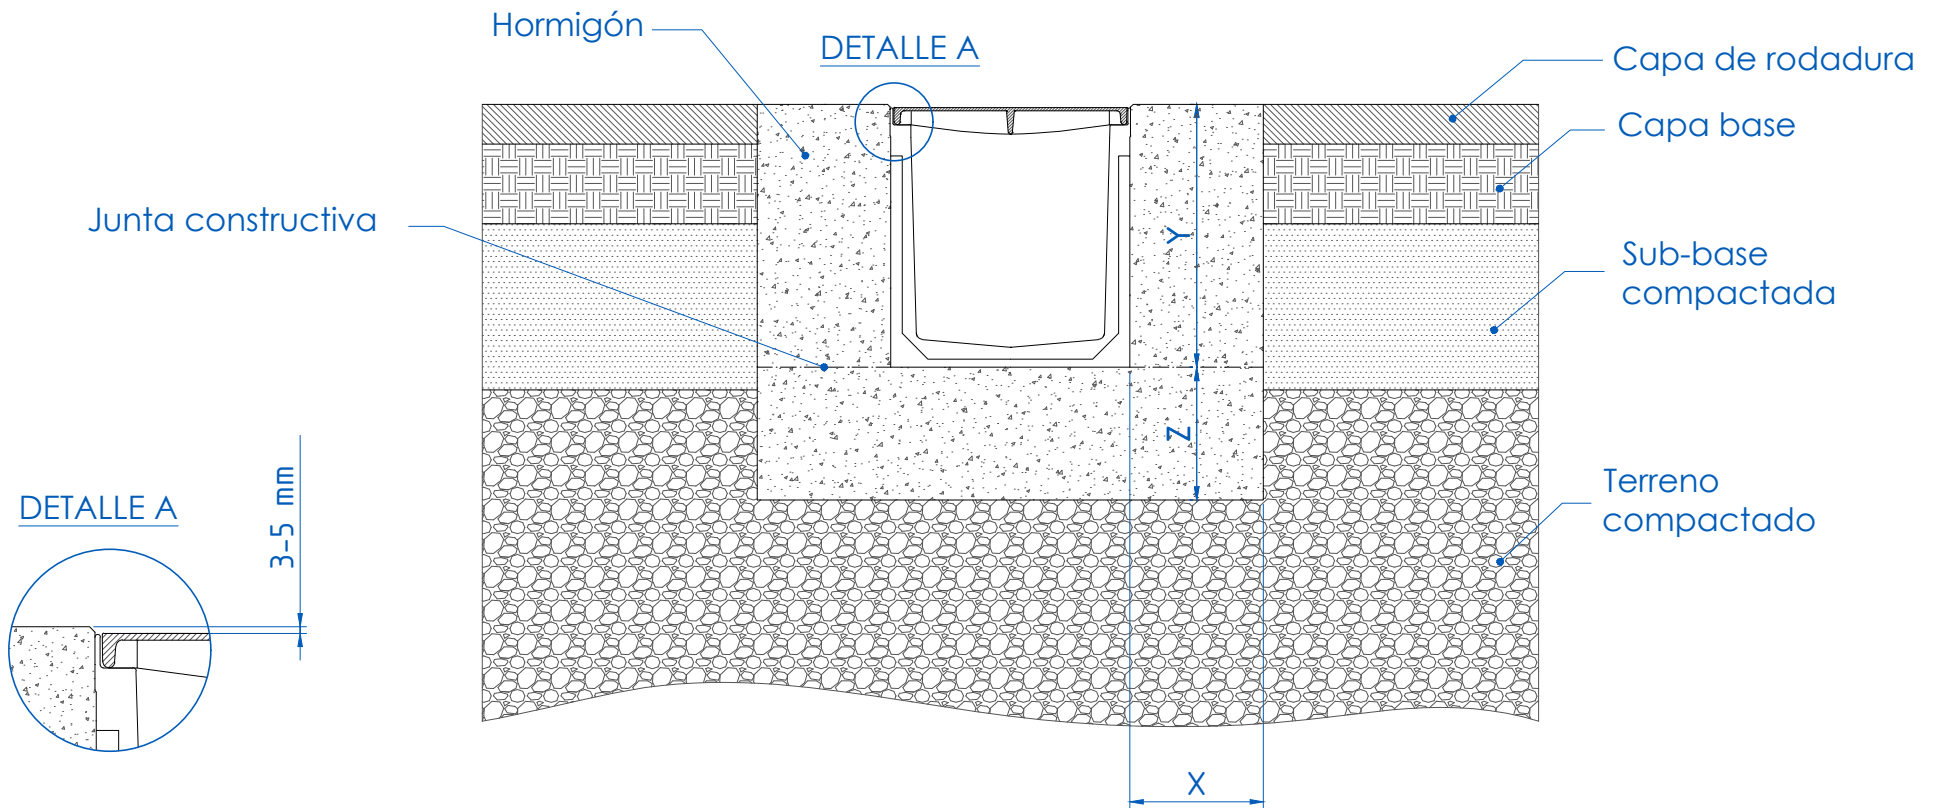 Hormigón
DETALLE A
Capa de rodadura
Capa base
Junta constructiva
Y
Sub-base
compactada
Z
DETALLE A
3-5 mm
Terreno
compactado
X